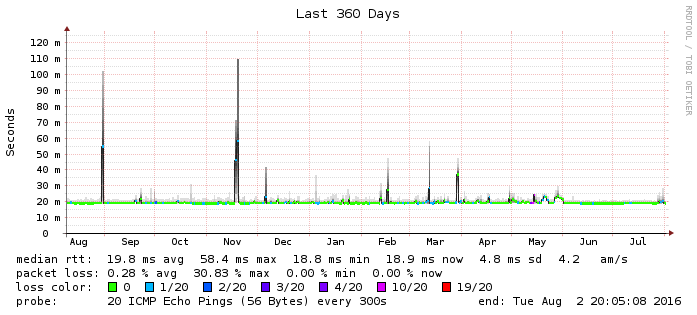 Last 360 Days
RRDTOOL / TOBI OETIKER
Seconds
120 m
110 m
100 m
90 m
80 m
70 m
60 m
50 m
40 m
30 m
20 m
10 m
0
Aug Sep Oct Nov Dec Jan Feb Mar Apr May Jun Jul
median rtt: 19.8 ms avg 58.4 ms max 18.8 ms min 18.9 ms now 4.8 ms sd 4.2 am/s
packet loss: 0.28 % avg 30.83 % max 0.00 % min 0.00 % now
loss color: 0 1/20 2/20 3/20 4/20 10/20 19/20
probe: 20 ICMP Echo Pings (56 Bytes) every 300s end: Tue Aug 2 20:05:08 2016